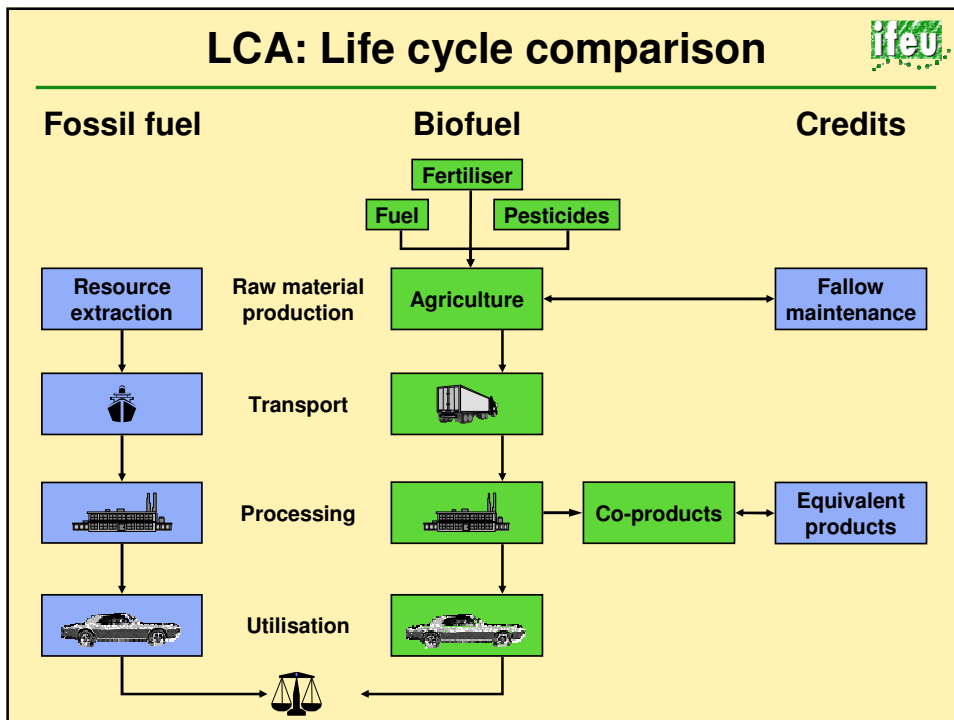 LCA: Life cycle comparison
ifeu
Fossil fuel
Biofuel
Credits
Fertiliser
Fuel
Pesticides
Resource
extraction
Raw material
production
Agriculture
Fallow
maintenance
Transport
Processing
Co-products
Equivalent
products
Utilisation